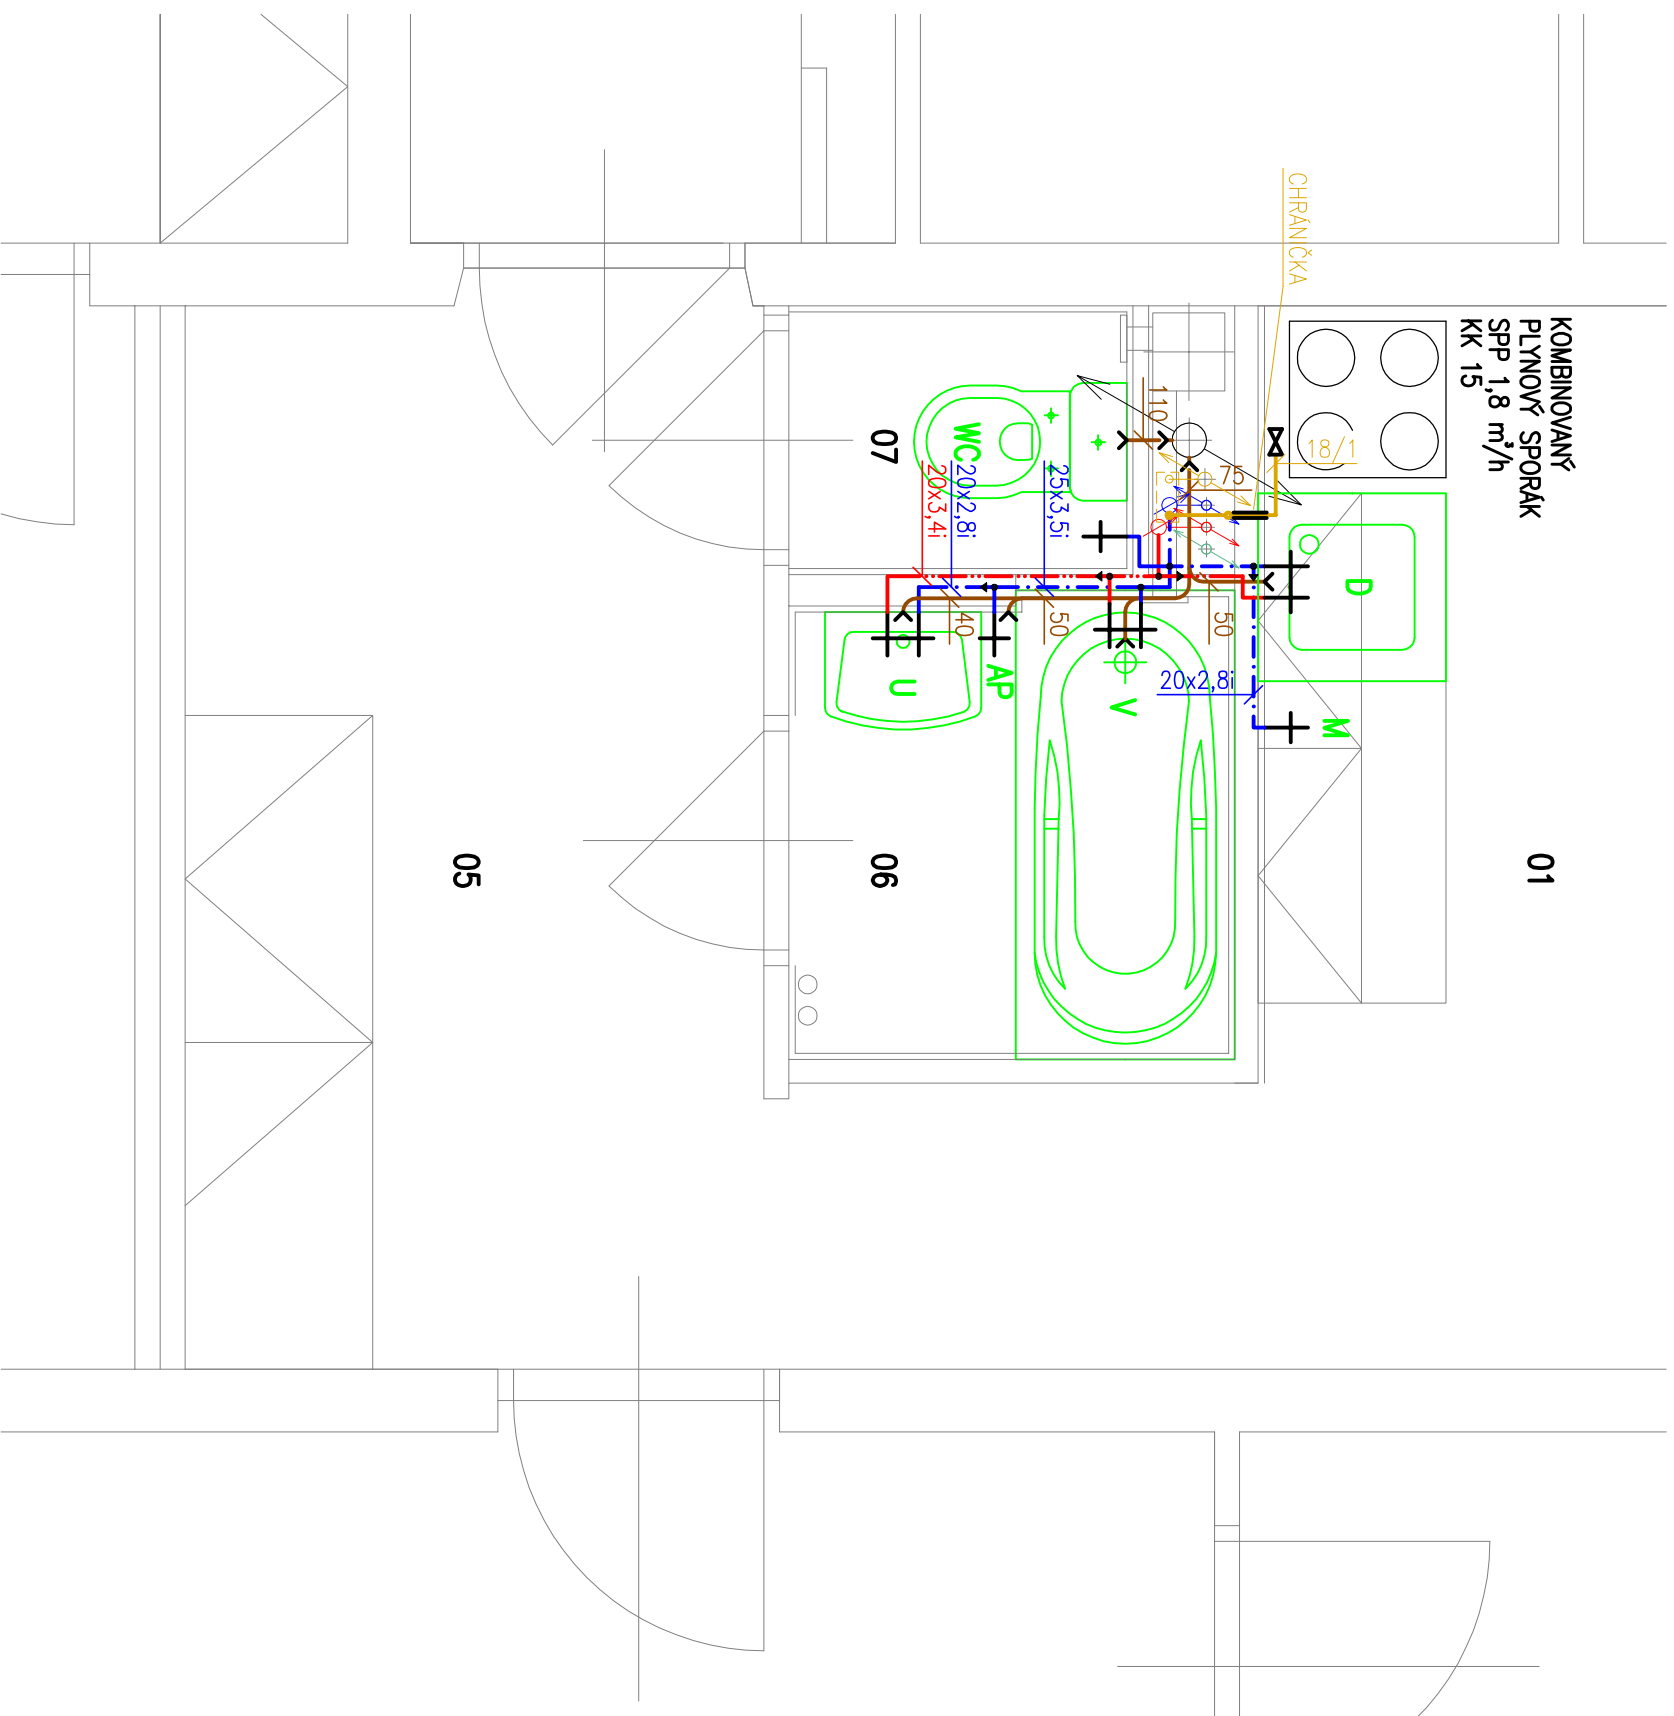 KOMBINOVANÝ
PLYNOVÝ SPORÁK
SPP 1,8 m³/h
KK 15
CHRÁNIČKA
18/1
110
75
WC
07
20x3,4i
20x2,8i
25x3,5i
D
50
50
40
20x2,8i
AP
U
V
M
05
06
01